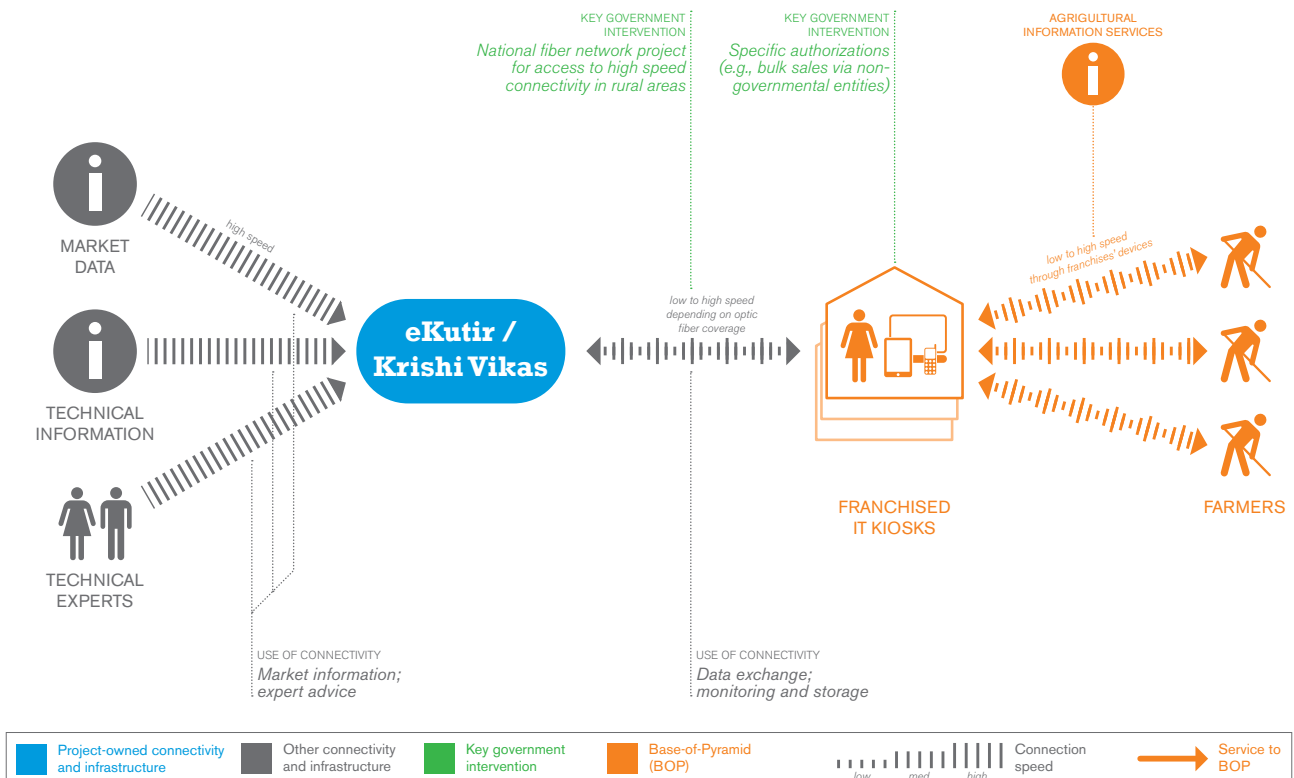 KEY GOVERNMENT
INTERVENTION
National fiber network project
for access to high speed
connectivity in rural areas
KEY GOVERNMENT
INTERVENTION
Specific authorizations
(e.g., bulk sales via non-
governmental entities)
AGRIGULTURAL
INFORMATION SERVICES
MARKET
DATA
high speed
TECHNICAL
INFORMATION
TECHNICAL
EXPERTS
eKutir /
Krishi Vikas
low to high speed
depending on optic
fiber coverage
low to high speed
through franchises' devices
FRANCHISED
IT KIOSKS
FARMERS
USE OF CONNECTIVITY
Market information;
expert advice
USE OF CONNECTIVITY
Data exchange;
monitoring and storage
Project-owned connectivity
and infrastructure
Other connectivity
and infrastructure
Key government
intervention
Base-of-Pyramid
(BOP)
low med high
Connection
speed
Service to
BOP